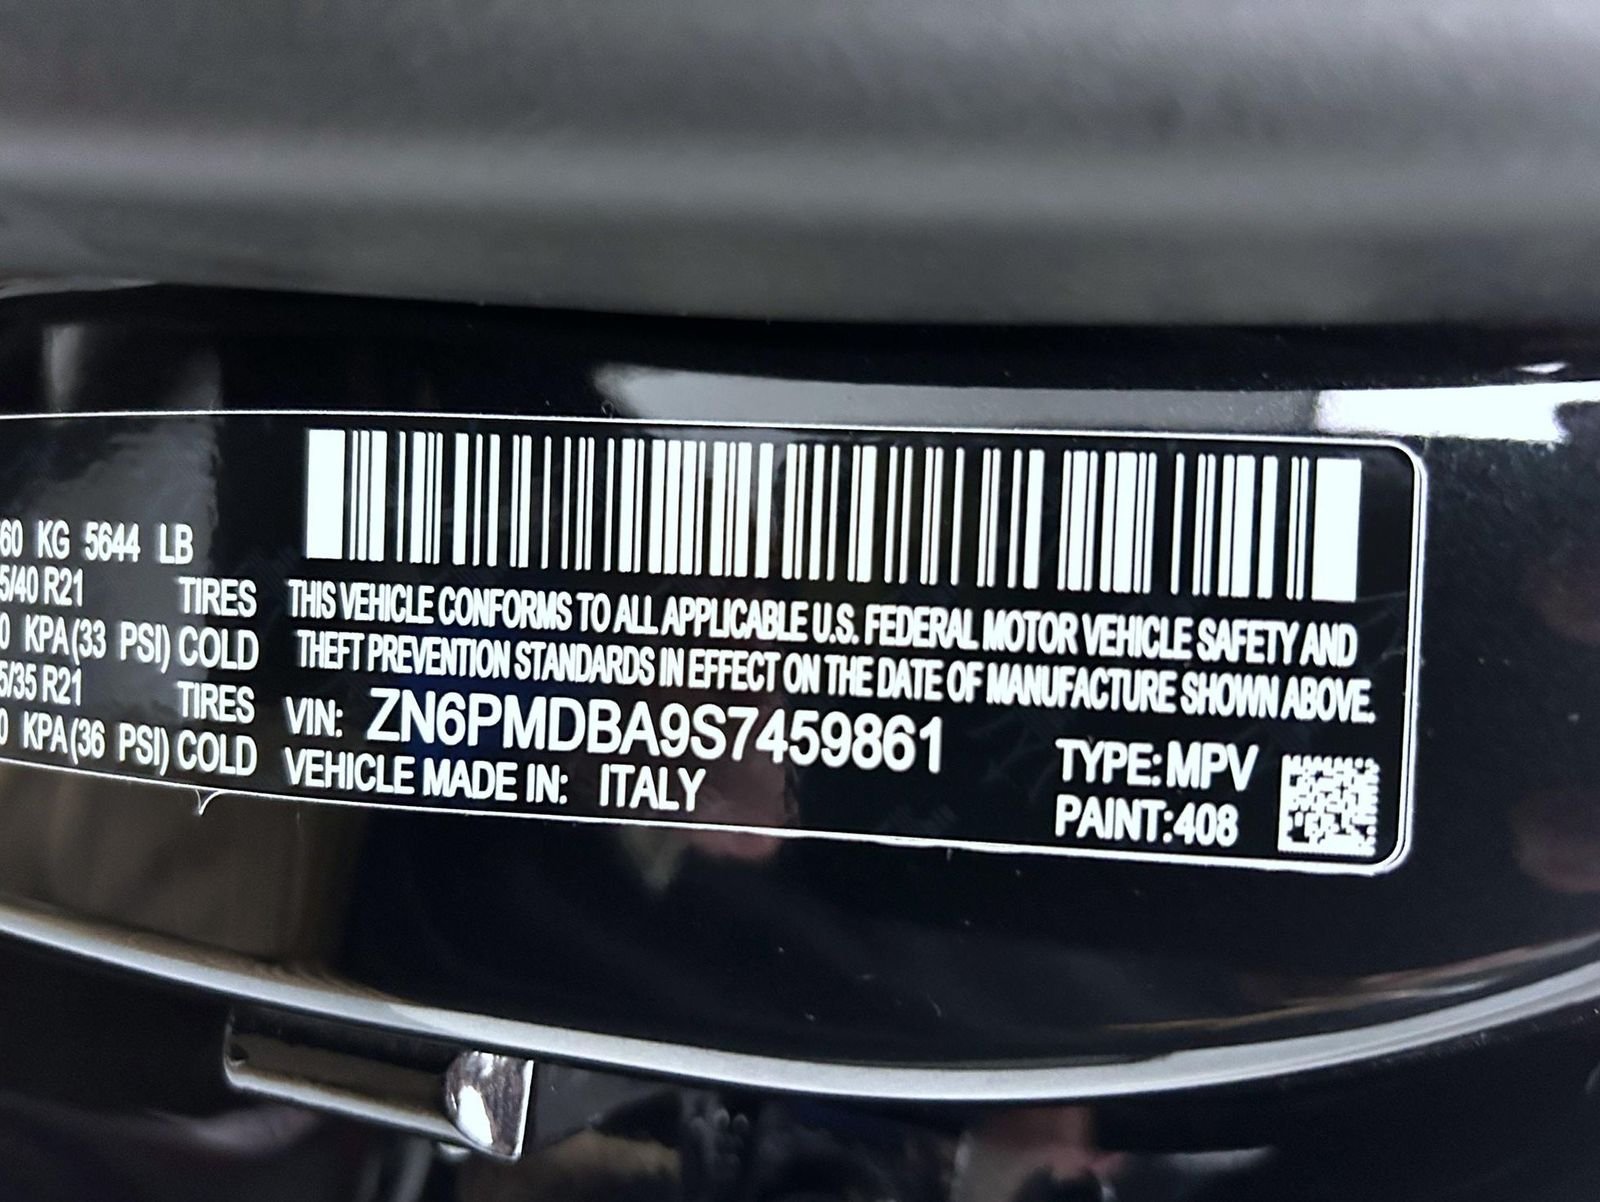 60 KG 5644 LB
5/40 R21 TIRES
0 KPA(33 PSI) COLD
5/35 R21 TIRES
0 KPA(36 PSI) COLD
THIS VEHICLE CONFORMS TO ALL APPLICABLE U.S. FEDERAL MOTOR VEHICLE SAFETY AND
THEFT PREVENTION STANDARDS IN EFFECT ON THE DATE OF MANUFACTURE SHOWN ABOVE.
VIN: ZN6PMDBA9S7459861
VEHICLE MADE IN: ITALY
TYPE:MPV
PAINT:408